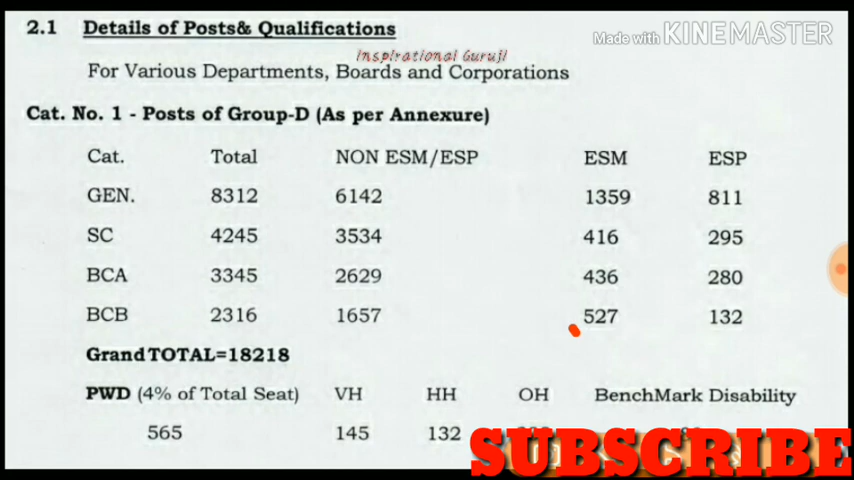 2.1 Details of Posts& Qualifications
Made with KINEMASTER
Inspirational Guruji
For Various Departments, Boards and Corporations
Cat. No. 1 - Posts of Group-D (As per Annexure)
Cat. Total NON ESM/ESP ESM ESP
GEN. 8312 6142 1359 811
SC 4245 3534 416 295
BCA 3345 2629 436 280
BCB 2316 1657 527 132
GrandTOTAL=18218
PWD (4% of Total Seat) VH HH OH BenchMark Disability
565 145 132
SUBSCRIBE